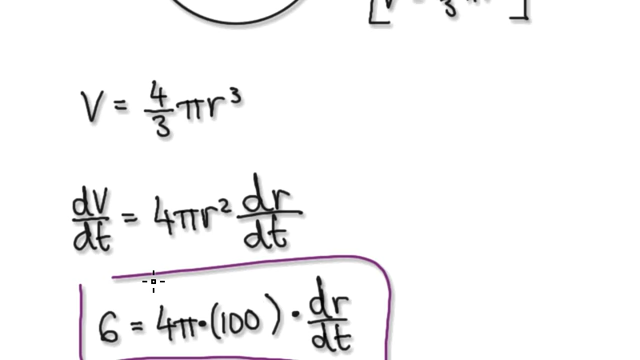 V = 4/3 πr³
dV/dt = 4πr² dr/dt
6 = 4π•(100)•dr/dt